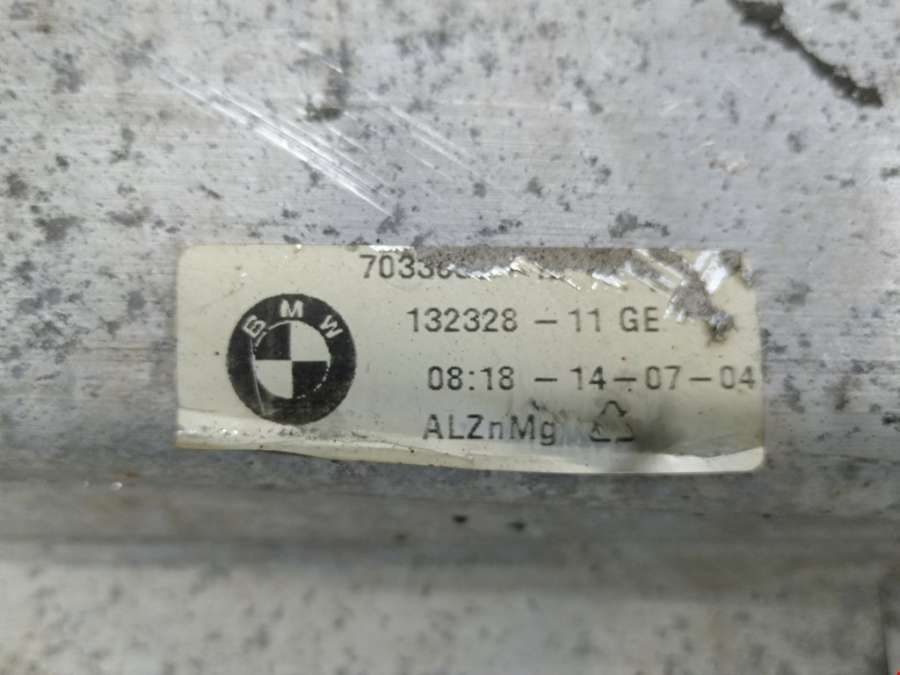 BMW
132328 - 11 GE
08:18 - 14-07-04
ALZnMg